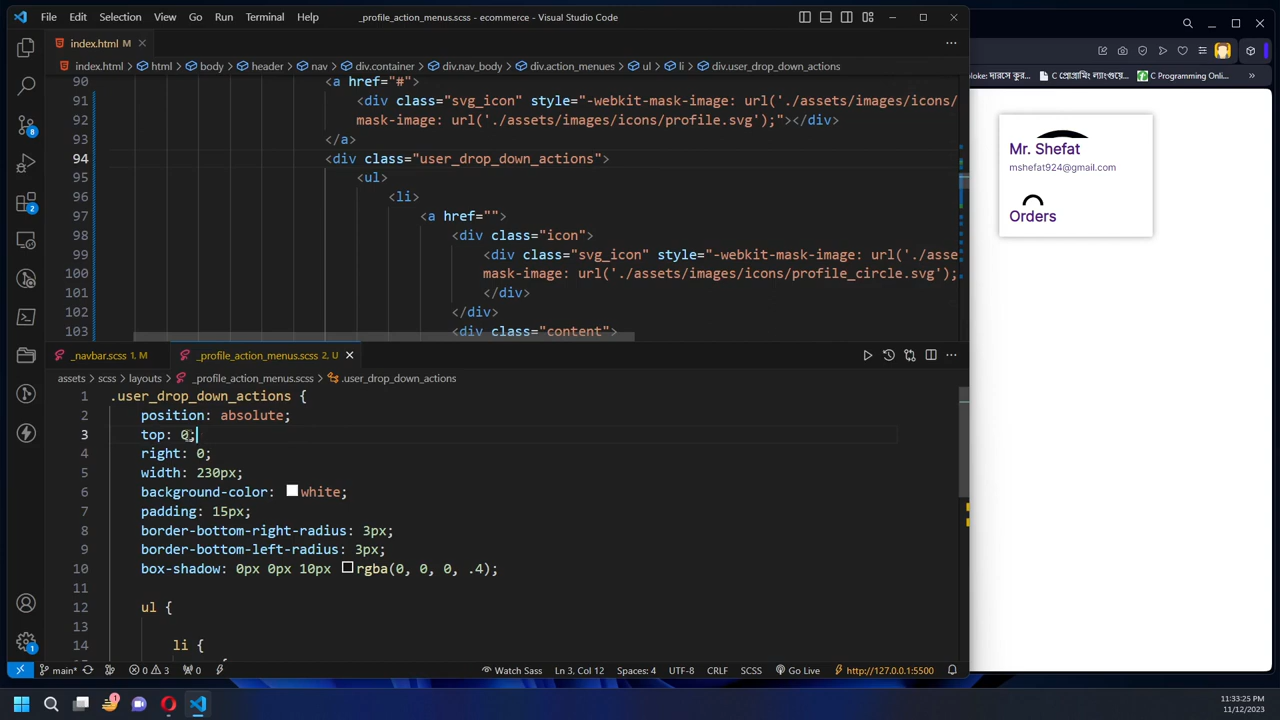 File Edit Selection View Go Run Terminal Help _profile_action_menus.scss - ecommerce - Visual Studio Code
index.html M
index.html html body header nav div.container div.nav_body div.action_menues ul li div.user_drop_down_actions
90 <a href="#">
91 <div class="svg_icon" style="-webkit-mask-image: url('./assets/images/icons/
92 mask-image: url('./assets/images/icons/profile.svg');"></div>
93 </a>
94 <div class="user_drop_down_actions">
95 <ul>
96 <li>
97 <a href="">
98 <div class="icon">
99 <div class="svg_icon" style="-webkit-mask-image: url('./asse
100 mask-image: url('./assets/images/icons/profile_circle.svg');
101 </div>
102 </div>
103 <div class="content">
_navbar.scss 1, M _profile_action_menus.scss 2, U
assets scss layouts _profile_action_menus.scss .user_drop_down_actions
1 .user_drop_down_actions {
2 position: absolute;
3 top: 0;
4 right: 0;
5 width: 230px;
6 background-color: white;
7 padding: 15px;
8 border-bottom-right-radius: 3px;
9 border-bottom-left-radius: 3px;
10 box-shadow: 0px 0px 10px rgba(0, 0, 0, .4);
11
12 ul {
13
14 li {
8
2
1
main* 0 3 0 Watch Sass Ln 3, Col 12 Spaces: 4 UTF-8 CRLF SCSS Go Live http://127.0.0.1:5500
C Programming Onl...
Mr. Shefat
mshefat924@gmail.com
Orders
11:33:25 PM
11/12/2023